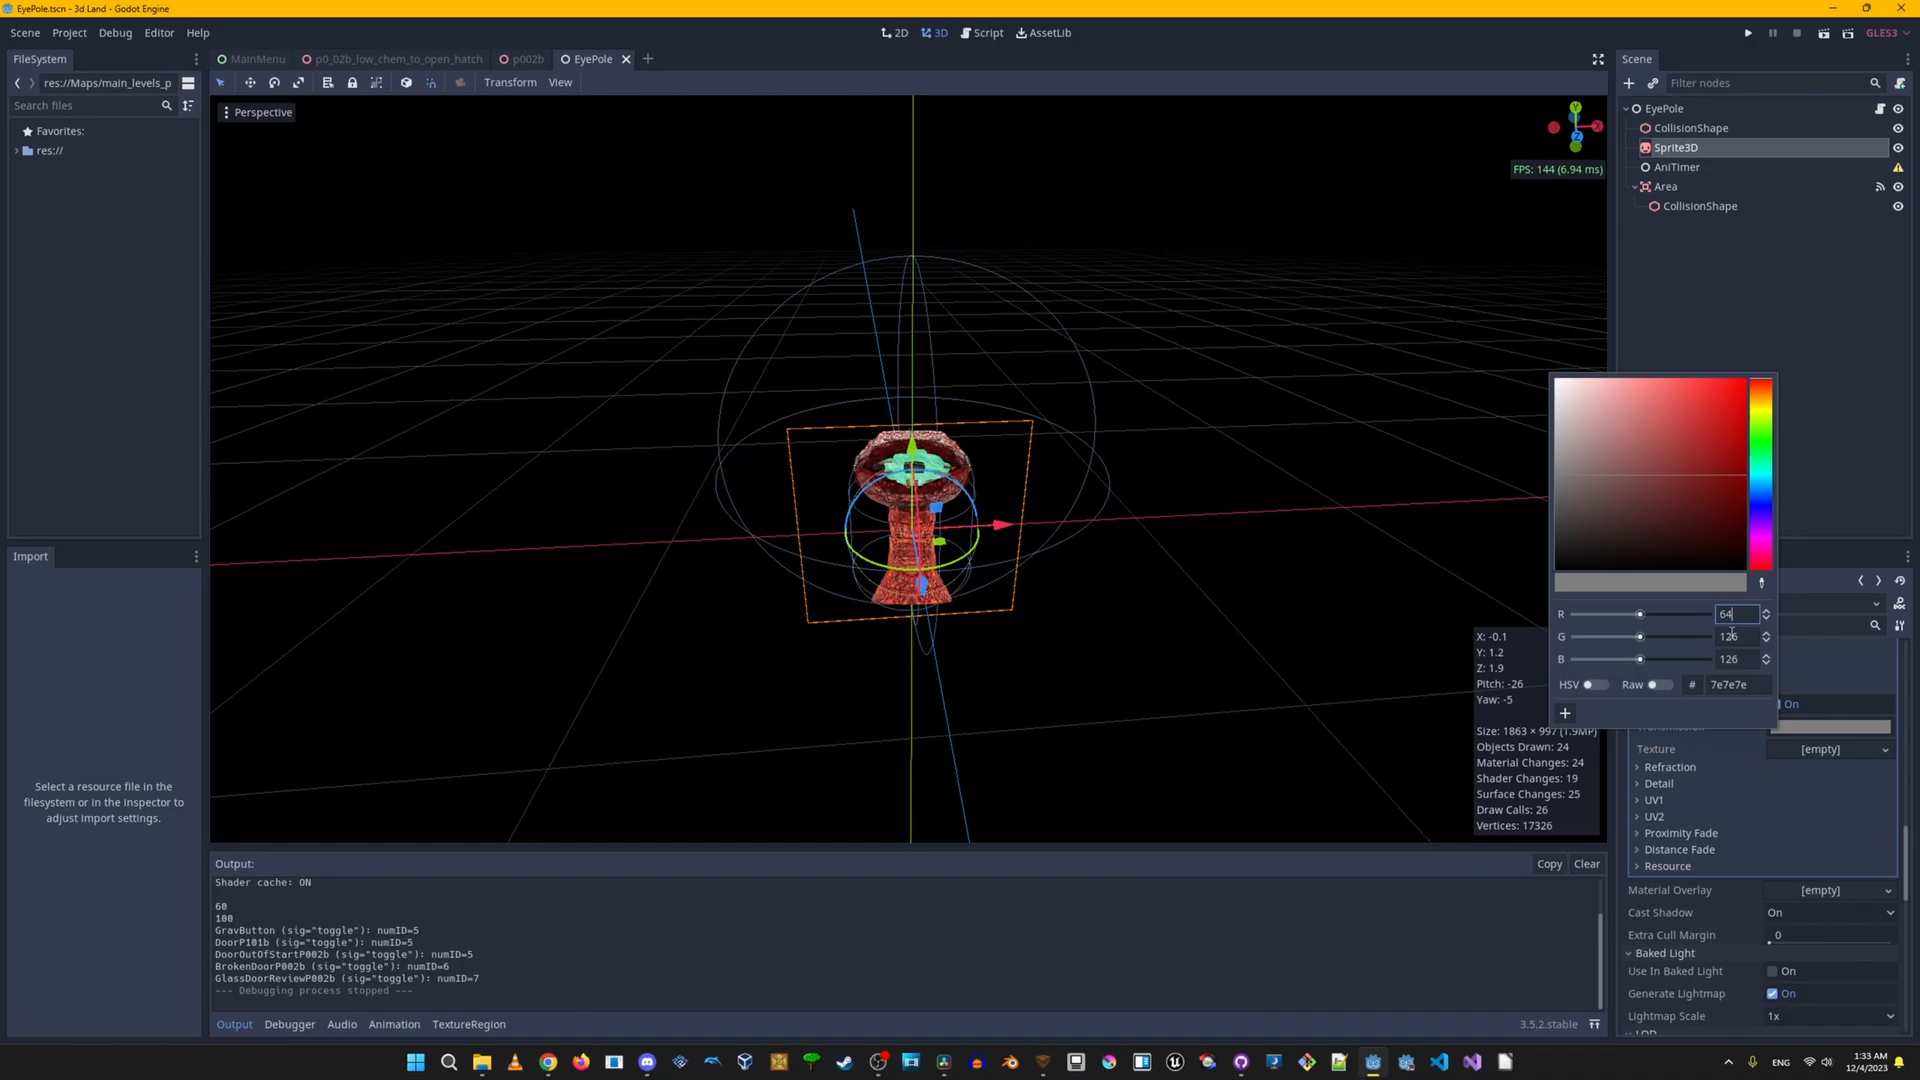 EyePole.tscn - 3d Land - Godot Engine
Scene Project Debug Editor Help
2D 3D Script AssetLib
GLES3
FileSystem
MainMenu p0_02b_low_chem_to_open_hatch p002b EyePole
Scene
res://Maps/main_levels_p
Transform View
Filter nodes
Search files
Perspective
EyePole
Favorites:
CollisionShape
res://
Sprite3D
FPS: 144 (6.94 ms)
AniTimer
Area
CollisionShape
Import
R 64
X: -0.1
G 126
Y: 1.2
B 126
Z: 1.9
Pitch: -26
HSV Raw # 7e7e7e
Yaw: -5
On
Size: 1863 × 997 (1.9MP)
Objects Drawn: 24
Texture [empty]
Material Changes: 24
Refraction
Shader Changes: 19
Detail
Surface Changes: 25
UV1
Draw Calls: 26
UV2
Vertices: 17326
Proximity Fade
Distance Fade
Resource
Select a resource file in the
filesystem or in the inspector to
adjust import settings.
Output:
Copy Clear
Shader cache: ON
60
100
GravButton (sig="toggle"): numID=5
DoorP101b (sig="toggle"): numID=5
DoorOutOfStartP002b (sig="toggle"): numID=5
BrokenDoorP002b (sig="toggle"): numID=6
GlassDoorReviewP002b (sig="toggle"): numID=7
--- Debugging process stopped ---
Material Overlay [empty]
Cast Shadow On
Extra Cull Margin 0
Baked Light
Use In Baked Light On
Generate Lightmap On
Lightmap Scale 1x
Output Debugger Audio Animation TextureRegion
3.5.2.stable
ENG
1:33 AM
12/4/2023